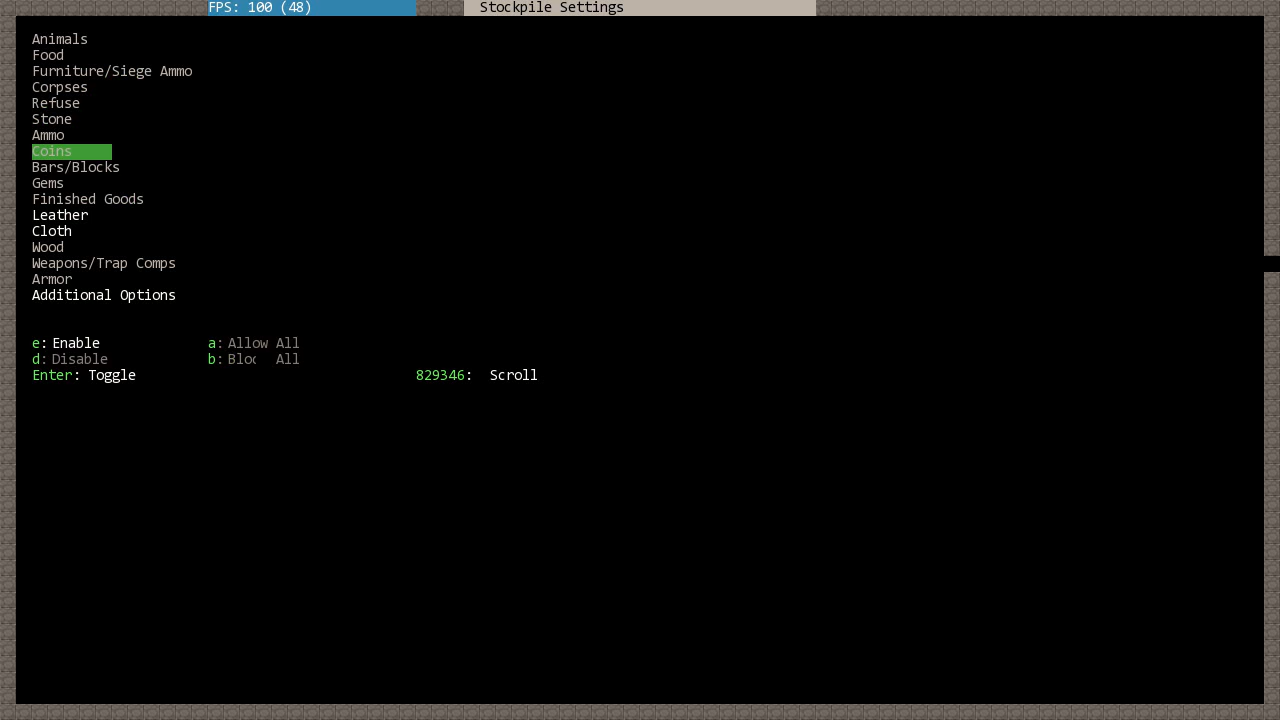 FPS: 100 (48) Stockpile Settings
Animals
Food
Furniture/Siege Ammo
Corpses
Refuse
Stone
Ammo
Coins
Bars/Blocks
Gems
Finished Goods
Leather
Cloth
Wood
Weapons/Trap Comps
Armor
Additional Options
e: Enable a: Allow All
d: Disable b: Bloc All
Enter: Toggle 829346: Scroll